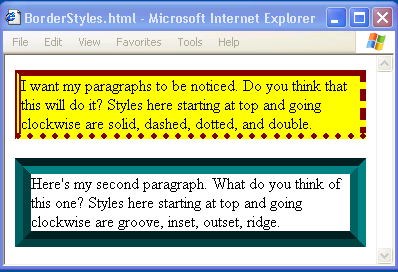 BorderStyles.html - Microsoft Internet Explorer
File Edit View Favorites Tools Help
I want my paragraphs to be noticed. Do you think that
this will do it? Styles here starting at top and going
clockwise are solid, dashed, dotted, and double.
Here's my second paragraph. What do you think of
this one? Styles here starting at top and going
clockwise are groove, inset, outset, ridge.